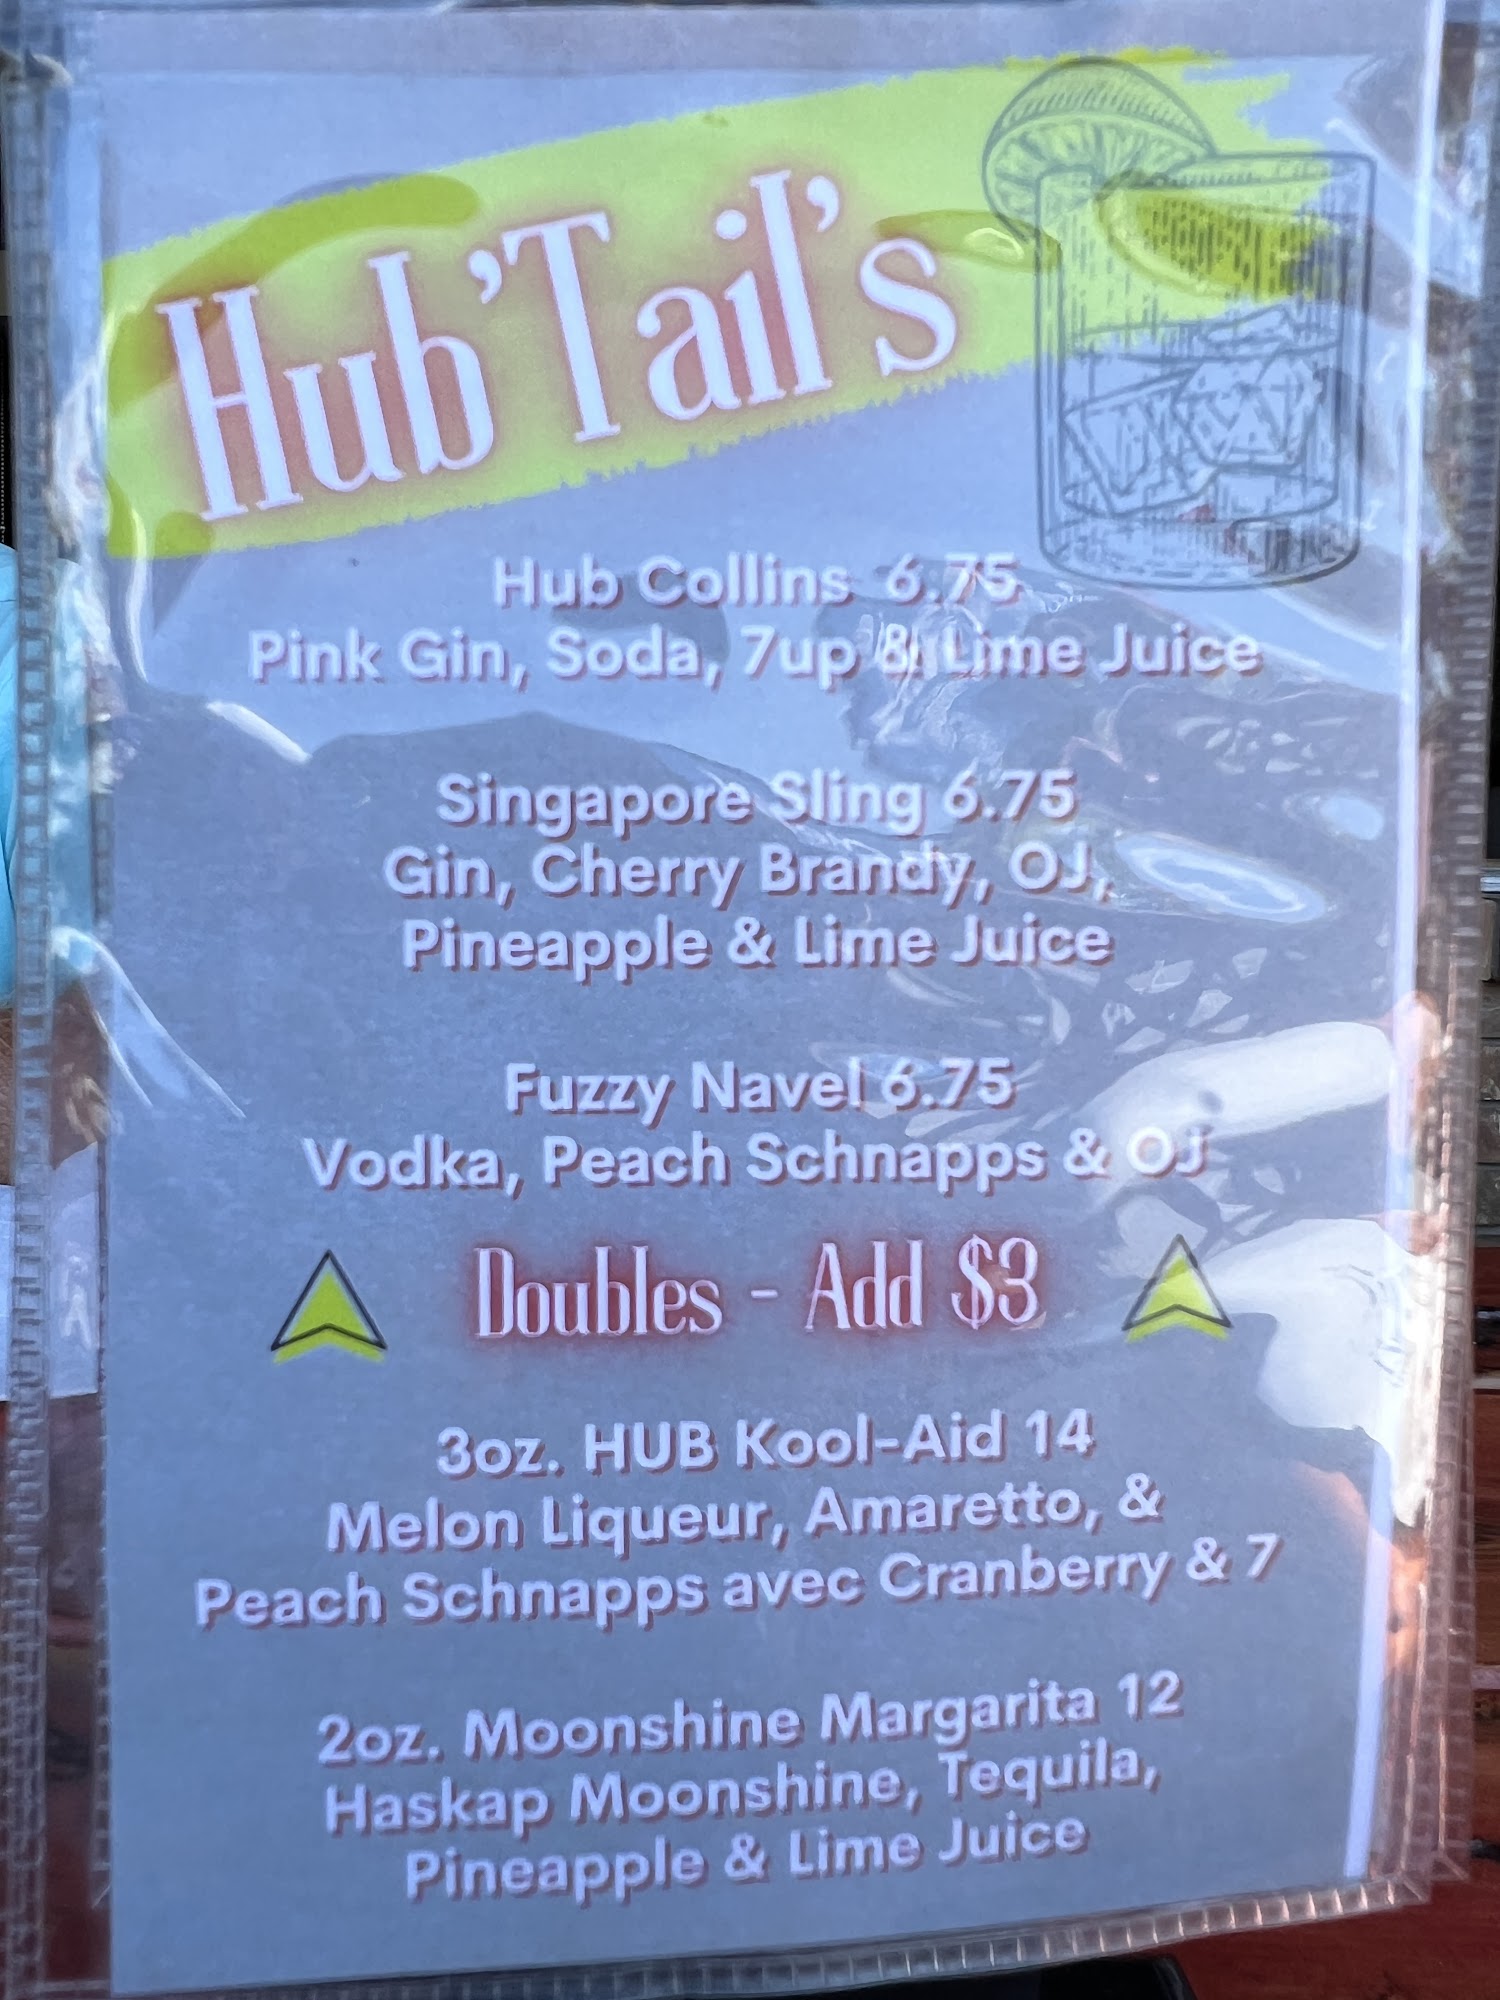 Hub'Tail's
Hub Collins 6.75
Pink Gin, Soda, 7up & Lime Juice
Singapore Sling 6.75
Gin, Cherry Brandy, OJ,
Pineapple & Lime Juice
Fuzzy Navel 6.75
Vodka, Peach Schnapps & OJ
Doubles - Add $3
3oz. HUB Kool-Aid 14
Melon Liqueur, Amaretto, &
Peach Schnapps avec Cranberry & 7
2oz. Moonshine Margarita 12
Haskap Moonshine, Tequila,
Pineapple & Lime Juice